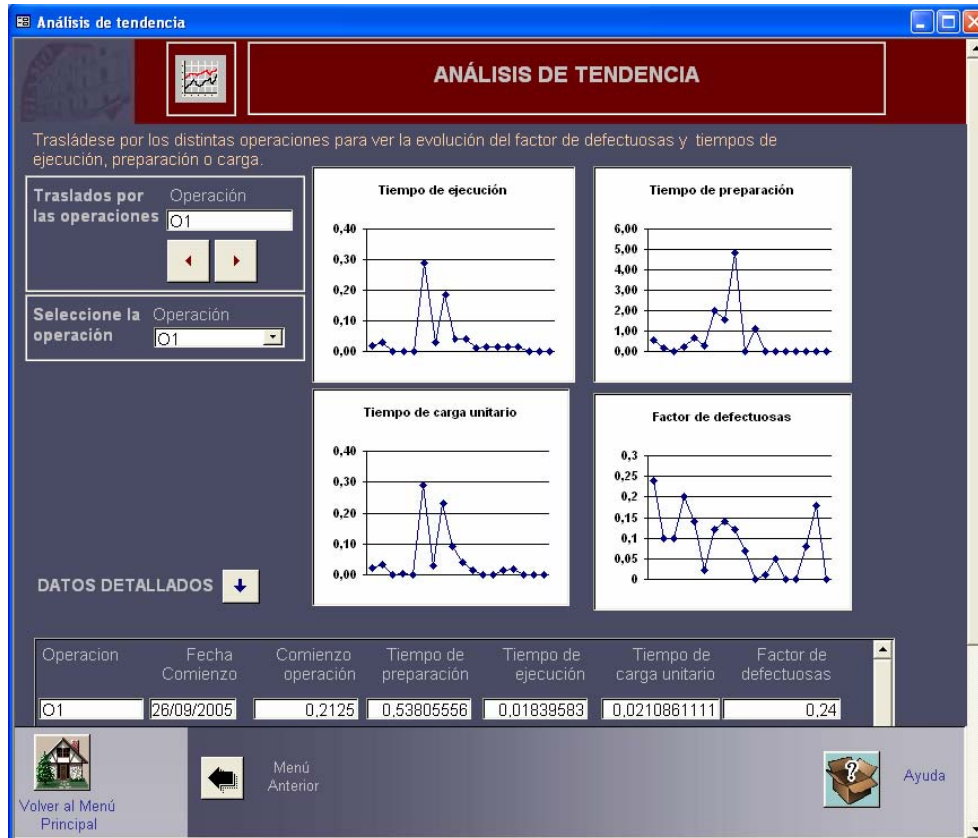 Análisis de tendencia
ANÁLISIS DE TENDENCIA
Trasládese por los distintas operaciones para ver la evolución del factor de defectuosas y tiempos de
ejecución, preparación o carga.
Traslados por
las operaciones
Operación
O1
Seleccione la
operación
Operación
O1
Tiempo de ejecución
0,40
0,30
0,20
0,10
0,00
Tiempo de preparación
6,00
5,00
4,00
3,00
2,00
1,00
0,00
Tiempo de carga unitario
0,40
0,30
0,20
0,10
0,00
Factor de defectuosas
0,3
0,25
0,2
0,15
0,1
0,05
0
DATOS DETALLADOS
Operacion
Fecha
Comienzo
Comienzo
operación
Tiempo de
preparación
Tiempo de
ejecución
Tiempo de
carga unitario
Factor de
defectuosas
O1 26/09/2005 0,2125 0,53805556 0,01839583 0,0210861111 0,24
Volver al Menú
Principal
Menú
Anterior
Ayuda